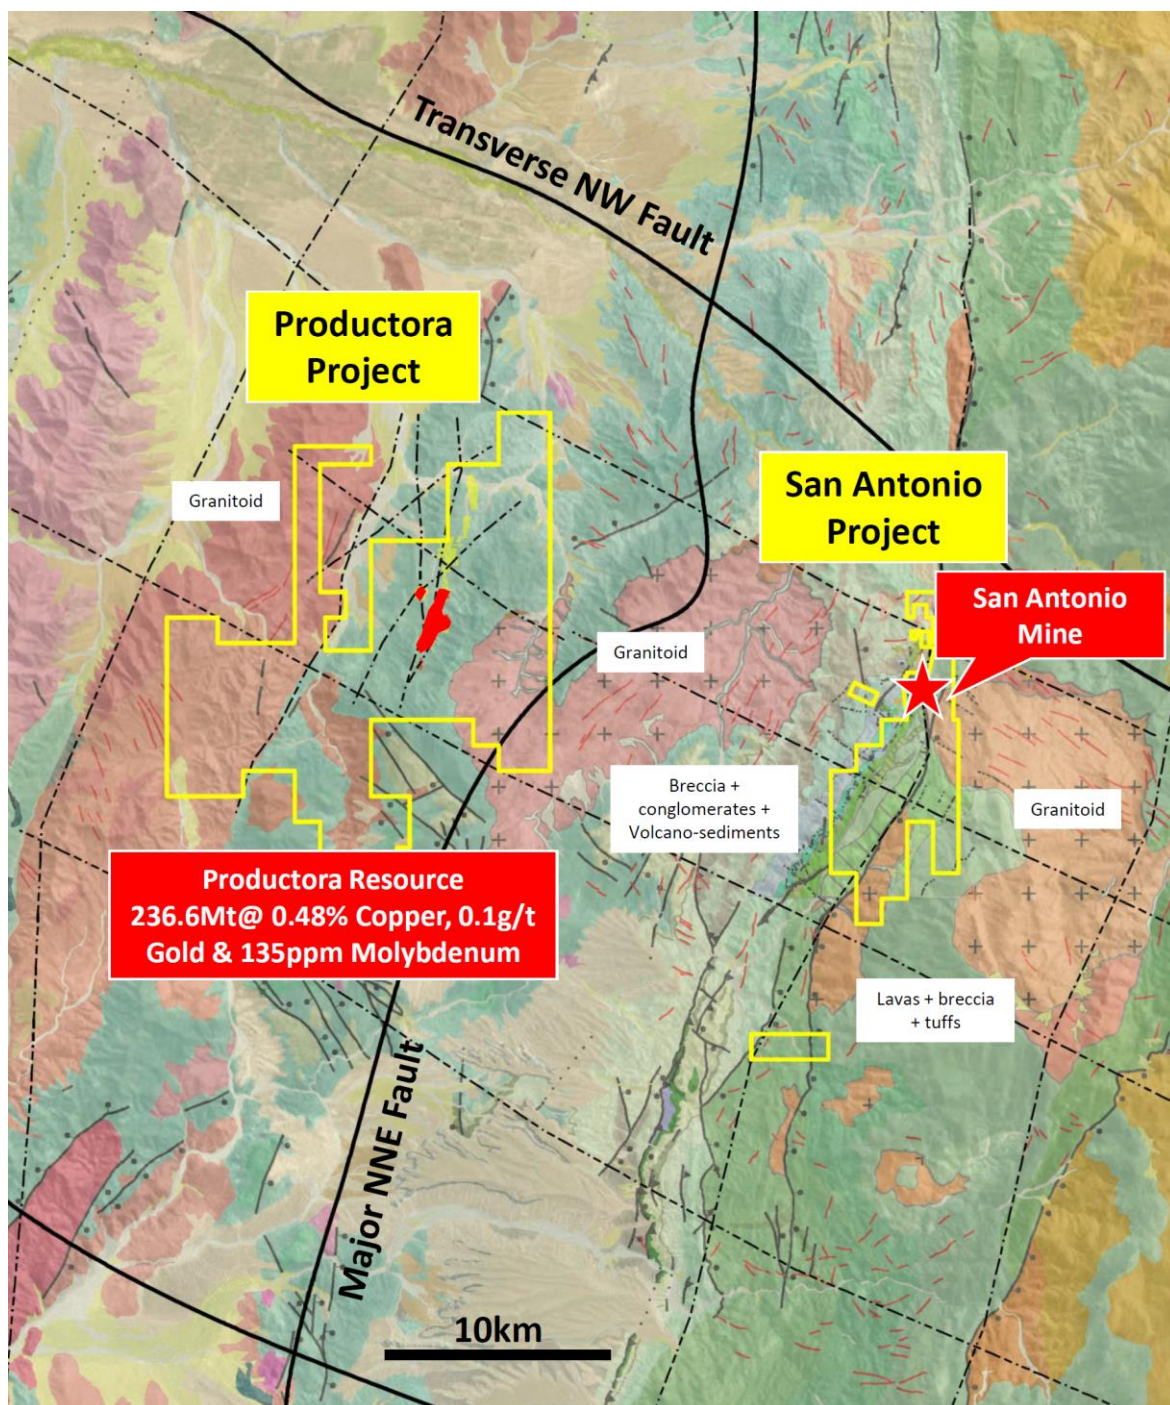 Transverse NW Fault
Productora
Project
San Antonio
Project
Granitoid
San Antonio
Mine
Granitoid
Breccia +
conglomerates +
Volcano-sediments
Granitoid
Productora Resource
236.6Mt@ 0.48% Copper, 0.1g/t
Gold & 135ppm Molybdenum
Lavas + breccia
+ tuffs
Major NNE Fault
10km